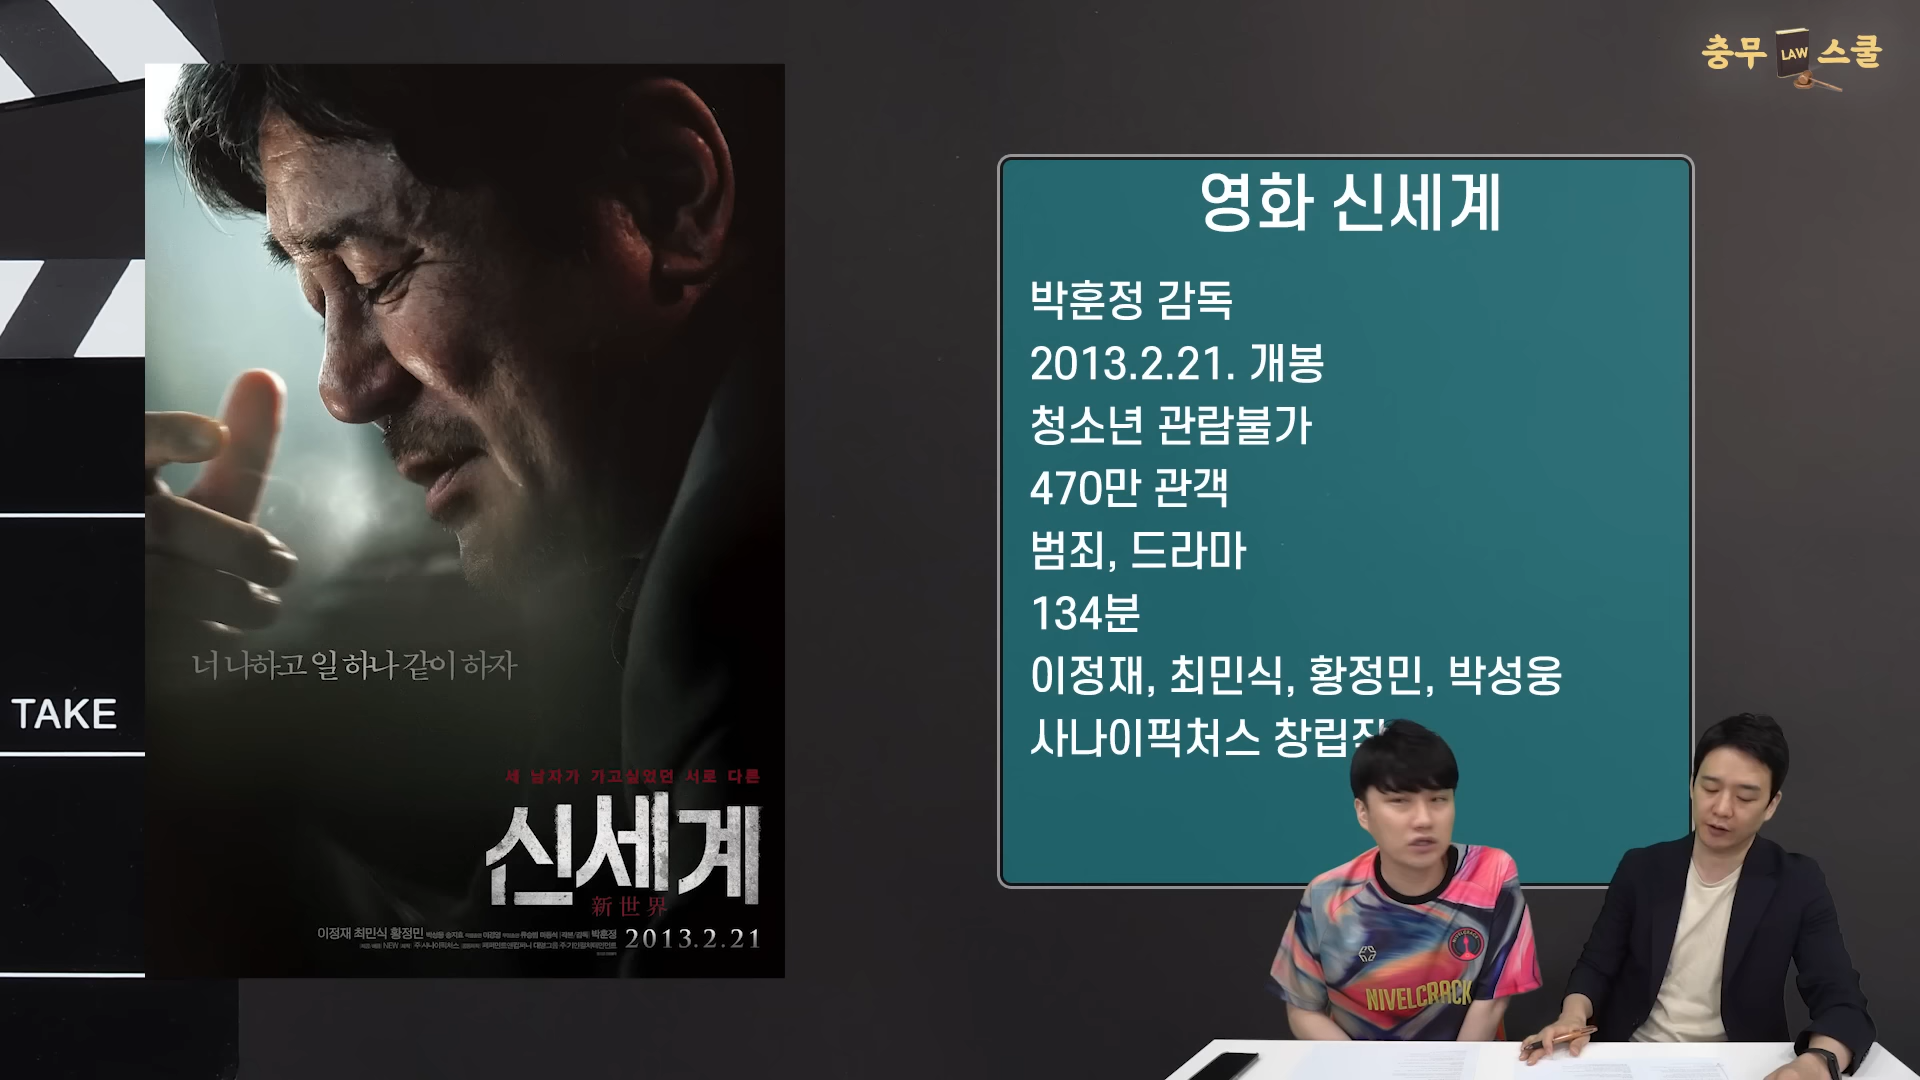 충무 LAW 스쿨
TAKE
너 나하고 일 하나 같이 하자
세 남자가 가고싶었던 서로 다른
신세계
新世界
이정재 최민식 황정민
박훈정
2013.2.21
영화 신세계
박훈정 감독
2013.2.21. 개봉
청소년 관람불가
470만 관객
범죄, 드라마
134분
이정재, 최민식, 황정민, 박성웅
사나이픽처스 창립작
NIVELCRACK